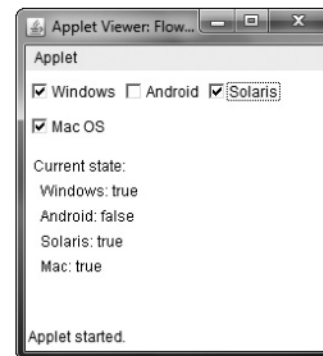 Applet Viewer: Flow...
Applet
Windows Android Solaris
Mac OS
Current state:
Windows: true
Android: false
Solaris: true
Mac: true
Applet started.